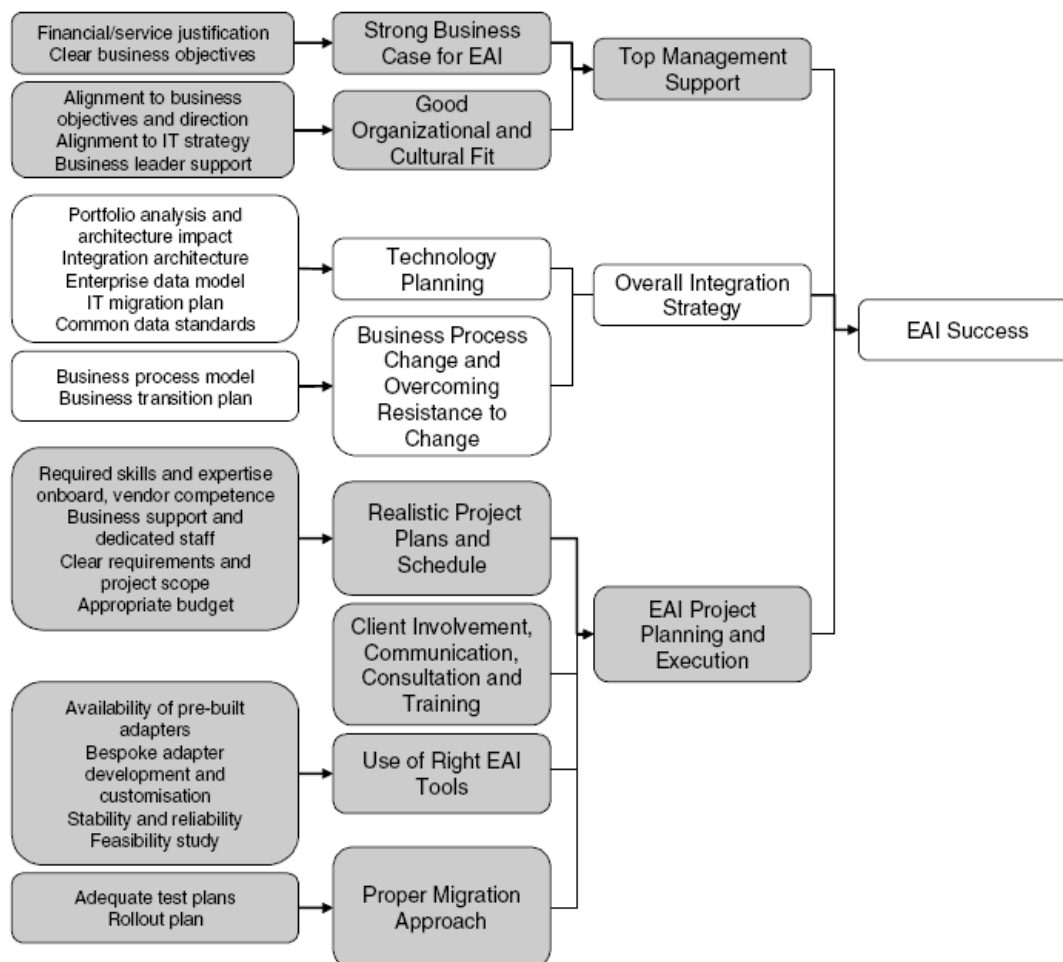 Financial/service justification
Clear business objectives
Strong Business
Case for EAI
Top Management
Support
Alignment to business
objectives and direction
Alignment to IT strategy
Business leader support
Good
Organizational and
Cultural Fit
Portfolio analysis and
architecture impact
Integration architecture
Enterprise data model
IT migration plan
Common data standards
Technology
Planning
Overall Integration
Strategy
EAI Success
Business process model
Business transition plan
Business Process
Change and
Overcoming
Resistance to
Change
Required skills and expertise
onboard, vendor competence
Business support and
dedicated staff
Clear requirements and
project scope
Appropriate budget
Realistic Project
Plans and
Schedule
Client Involvement,
Communication,
Consultation and
Training
EAI Project
Planning and
Execution
Availability of pre-built
adapters
Bespoke adapter
development and
customisation
Stability and reliability
Feasibility study
Use of Right EAI
Tools
Adequate test plans
Rollout plan
Proper Migration
Approach